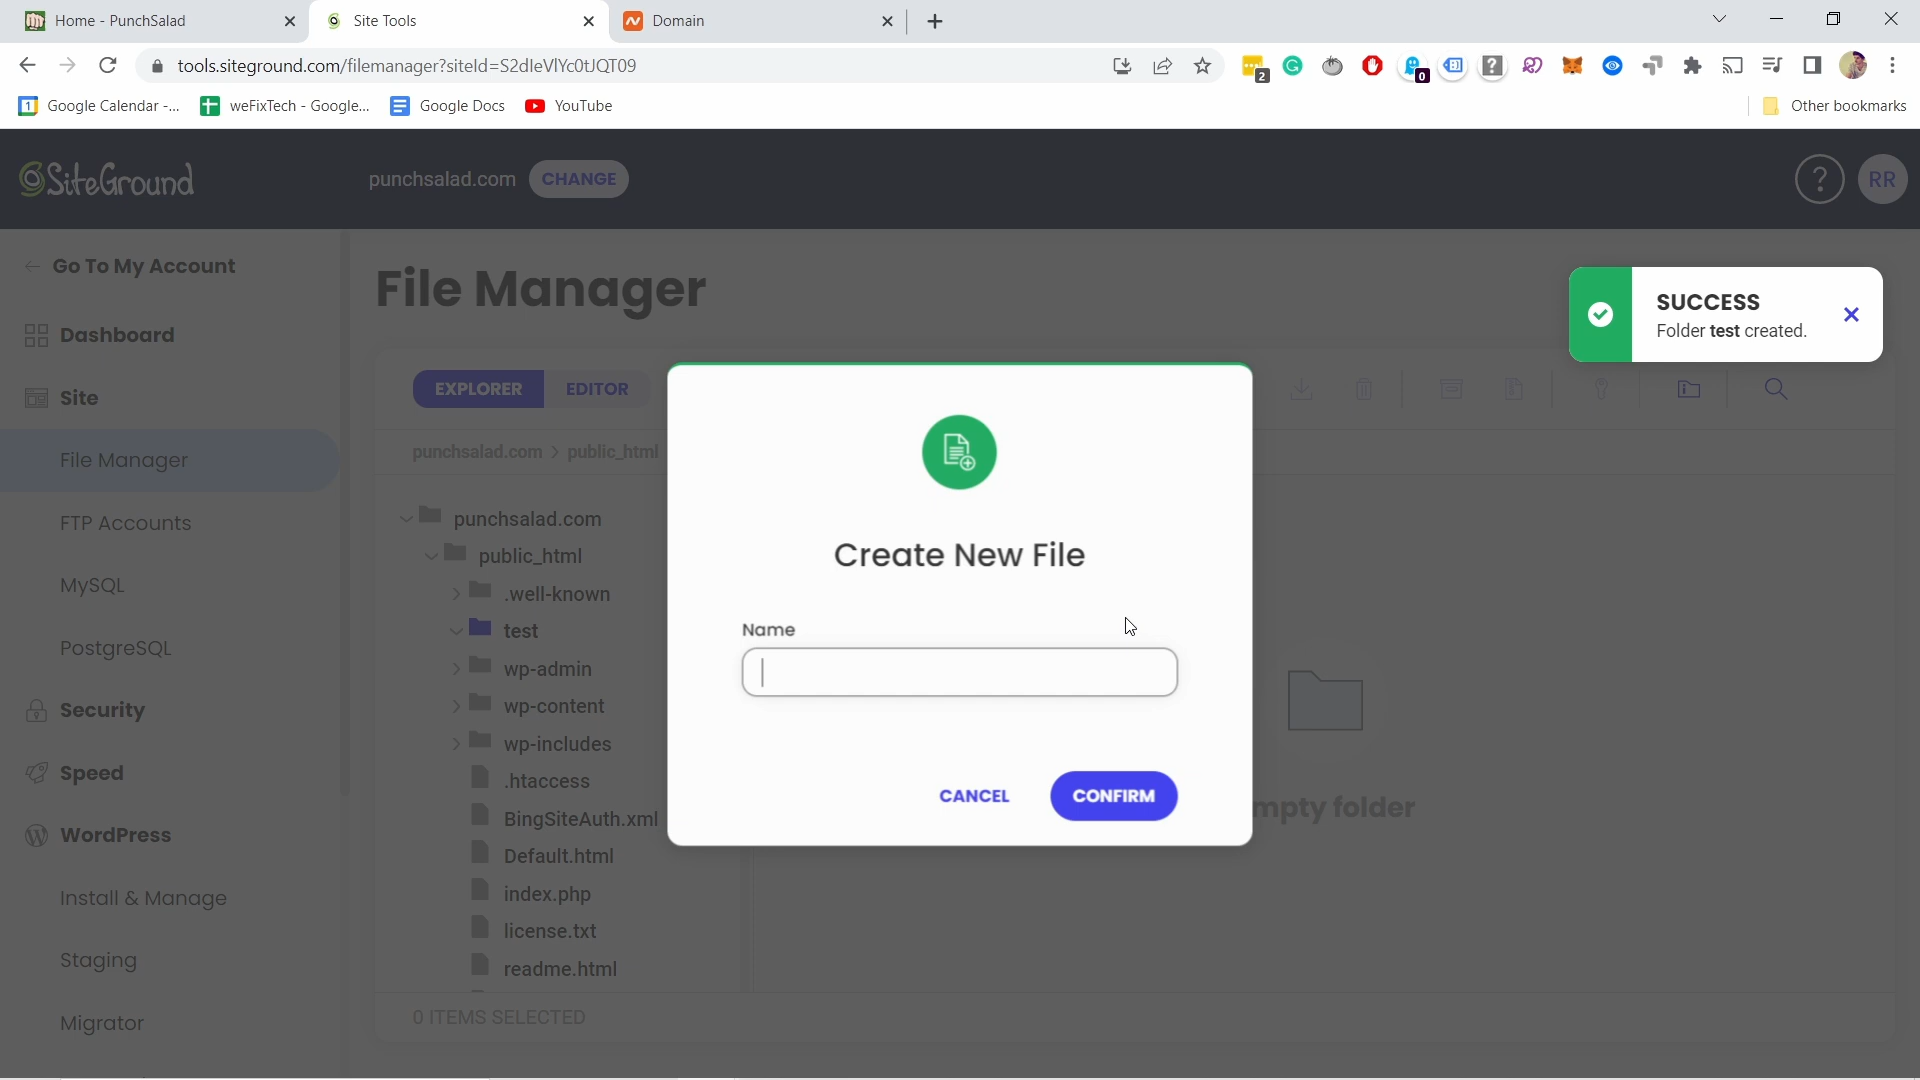 Home - PunchSalad
Site Tools
Domain
tools.siteground.com/filemanager?siteId=S2dIeVlYc0tJQT09
2
0
1 Google Calendar -...
weFixTech - Google...
Google Docs
YouTube
Other bookmarks
SiteGround
punchsalad.com CHANGE
? RR
Go To My Account
Dashboard
Site
File Manager
FTP Accounts
MySQL
PostgreSQL
Security
Speed
WordPress
Install & Manage
Staging
Migrator
File Manager
SUCCESS
Folder test created.
EXPLORER EDITOR
punchsalad.com > public_html
punchsalad.com
public_html
.well-known
test
wp-admin
wp-content
wp-includes
.htaccess
BingSiteAuth.xml
Default.html
index.php
license.txt
readme.html
0 ITEMS SELECTED
Create New File
Name
CANCEL CONFIRM
folder